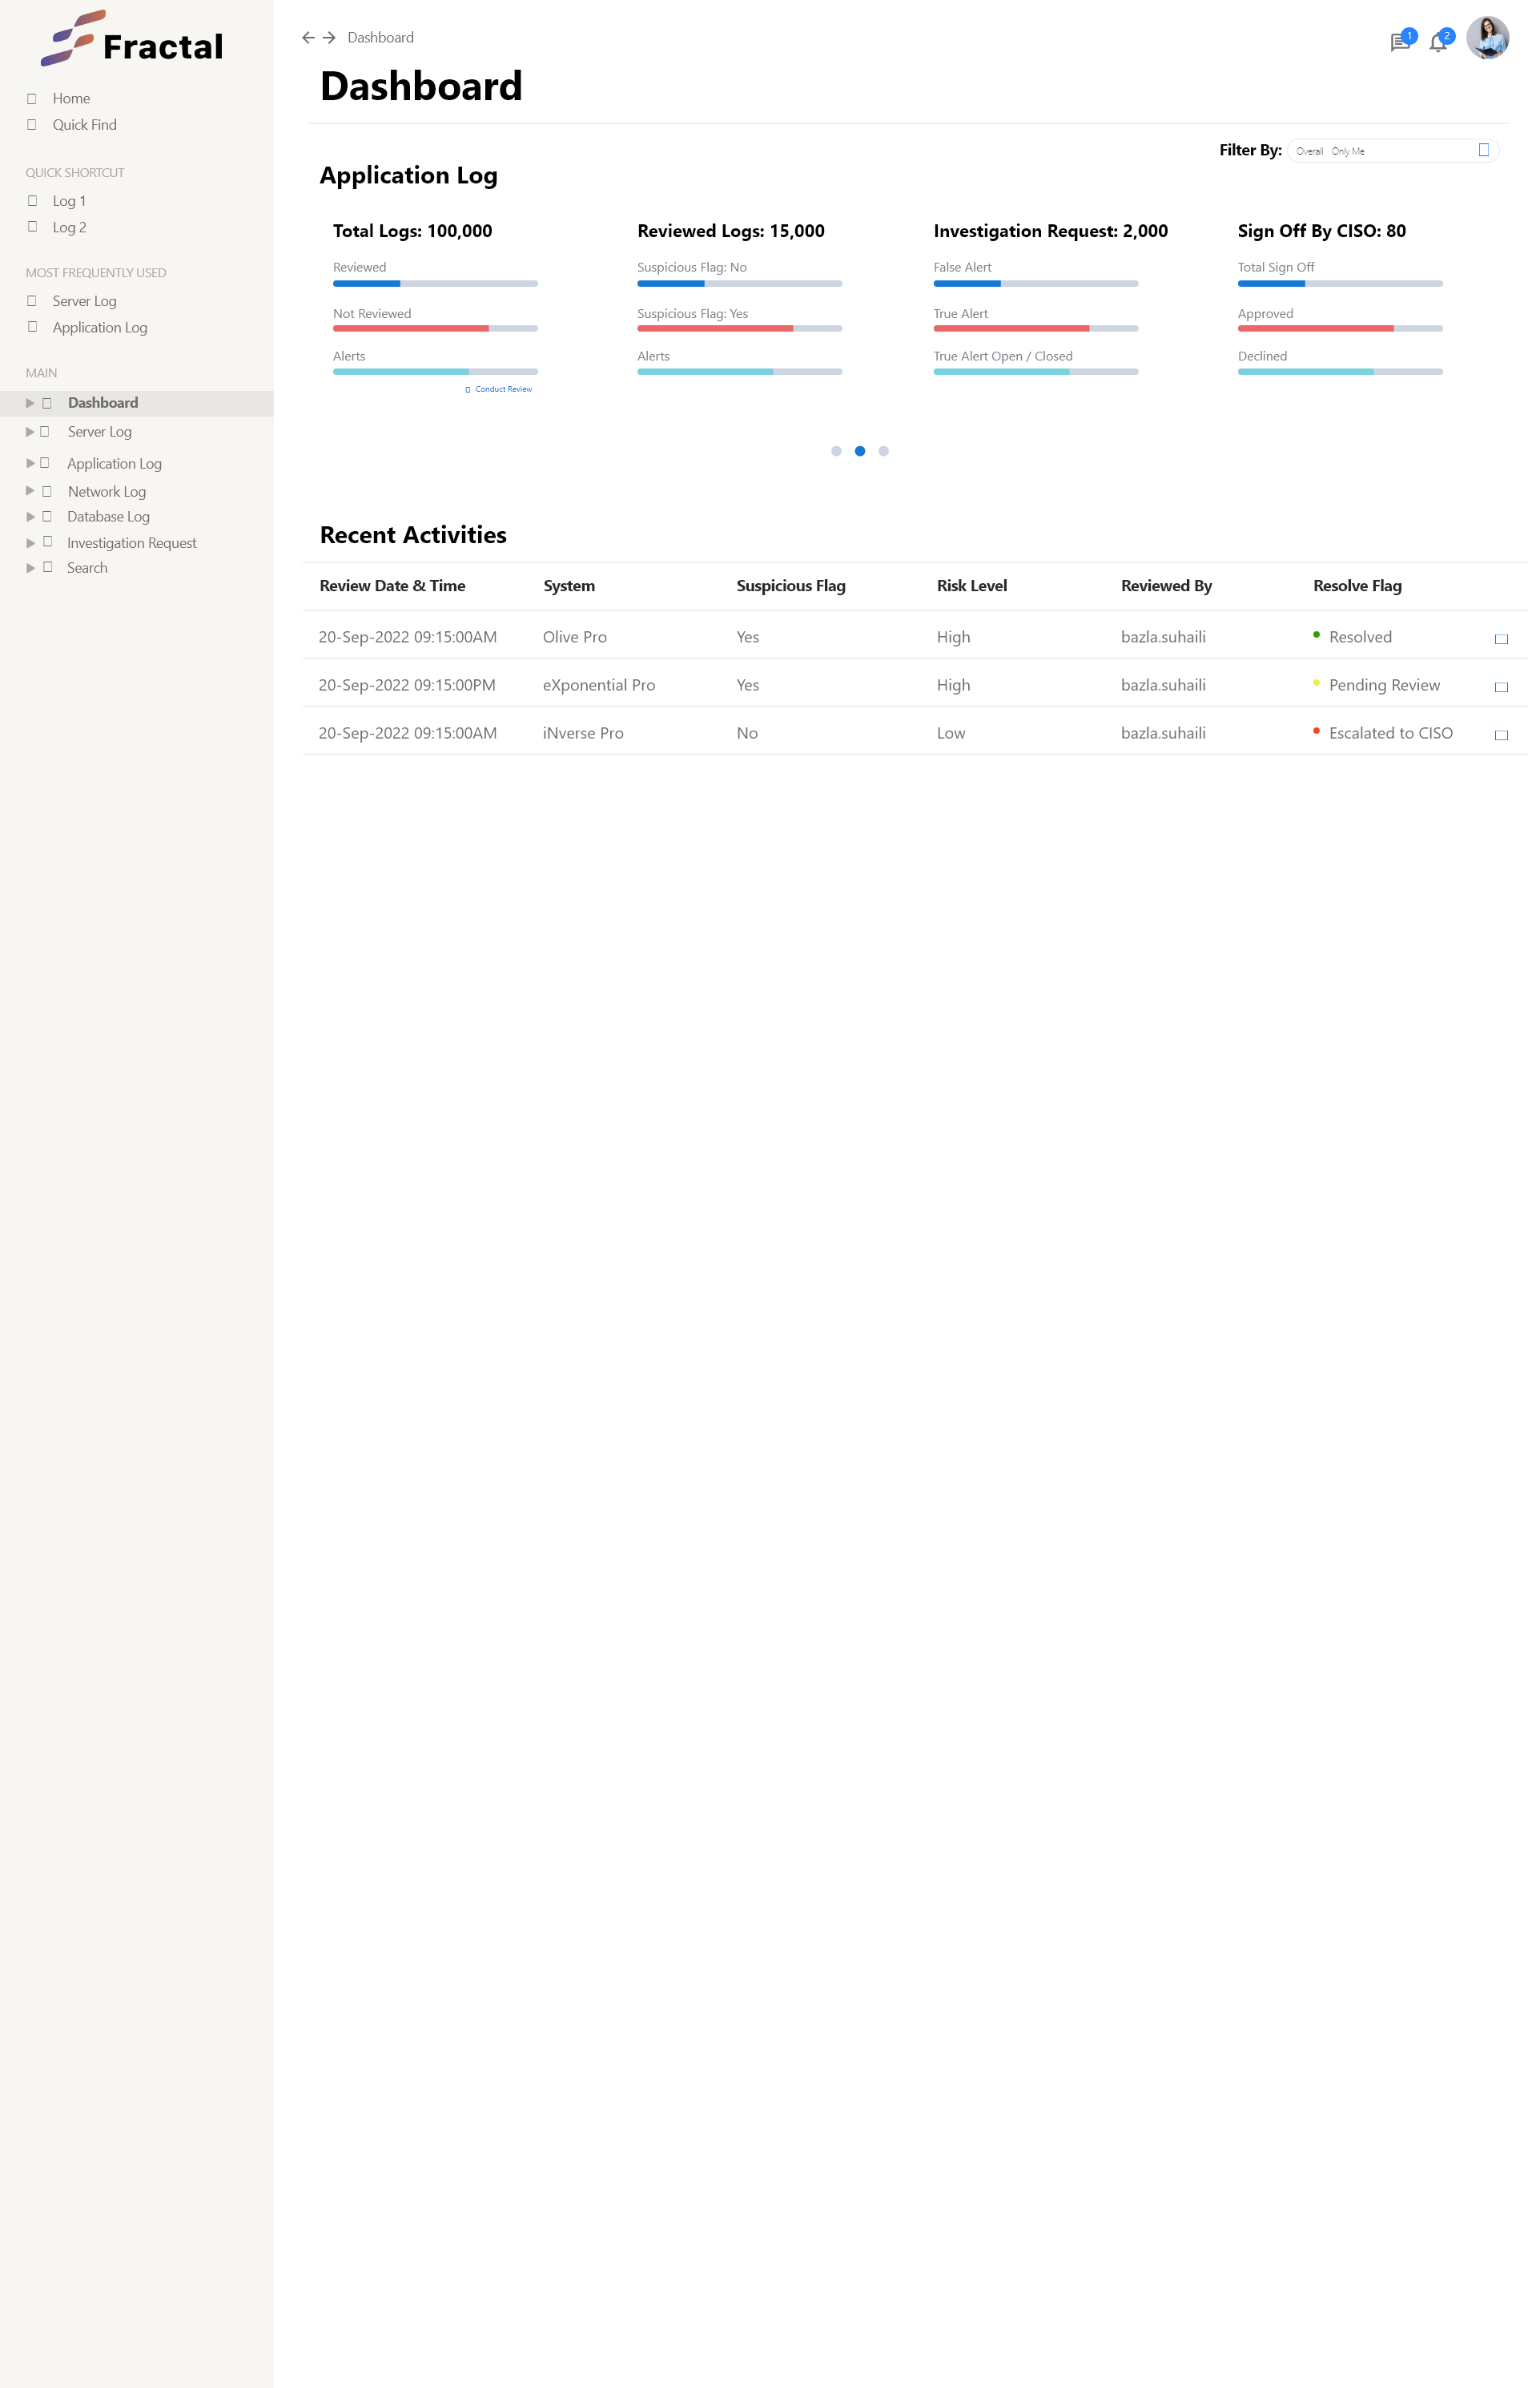 Fractal
Home
Quick Find
QUICK SHORTCUT
Log 1
Log 2
MOST FREQUENTLY USED
Server Log
Application Log
MAIN
Dashboard
Server Log
Application Log
Network Log
Database Log
Investigation Request
Search
Dashboard
1
2
Dashboard
Filter By: Overall Only Me
Application Log
Total Logs: 100,000
Reviewed
Not Reviewed
Alerts
Conduct Review
Reviewed Logs: 15,000
Suspicious Flag: No
Suspicious Flag: Yes
Alerts
Investigation Request: 2,000
False Alert
True Alert
True Alert Open / Closed
Sign Off By CISO: 80
Total Sign Off
Approved
Declined
Recent Activities
Review Date & Time System Suspicious Flag Risk Level Reviewed By Resolve Flag
20-Sep-2022 09:15:00AM Olive Pro Yes High bazla.suhaili Resolved
20-Sep-2022 09:15:00PM eXponential Pro Yes High bazla.suhaili Pending Review
20-Sep-2022 09:15:00AM iNverse Pro No Low bazla.suhaili Escalated to CISO